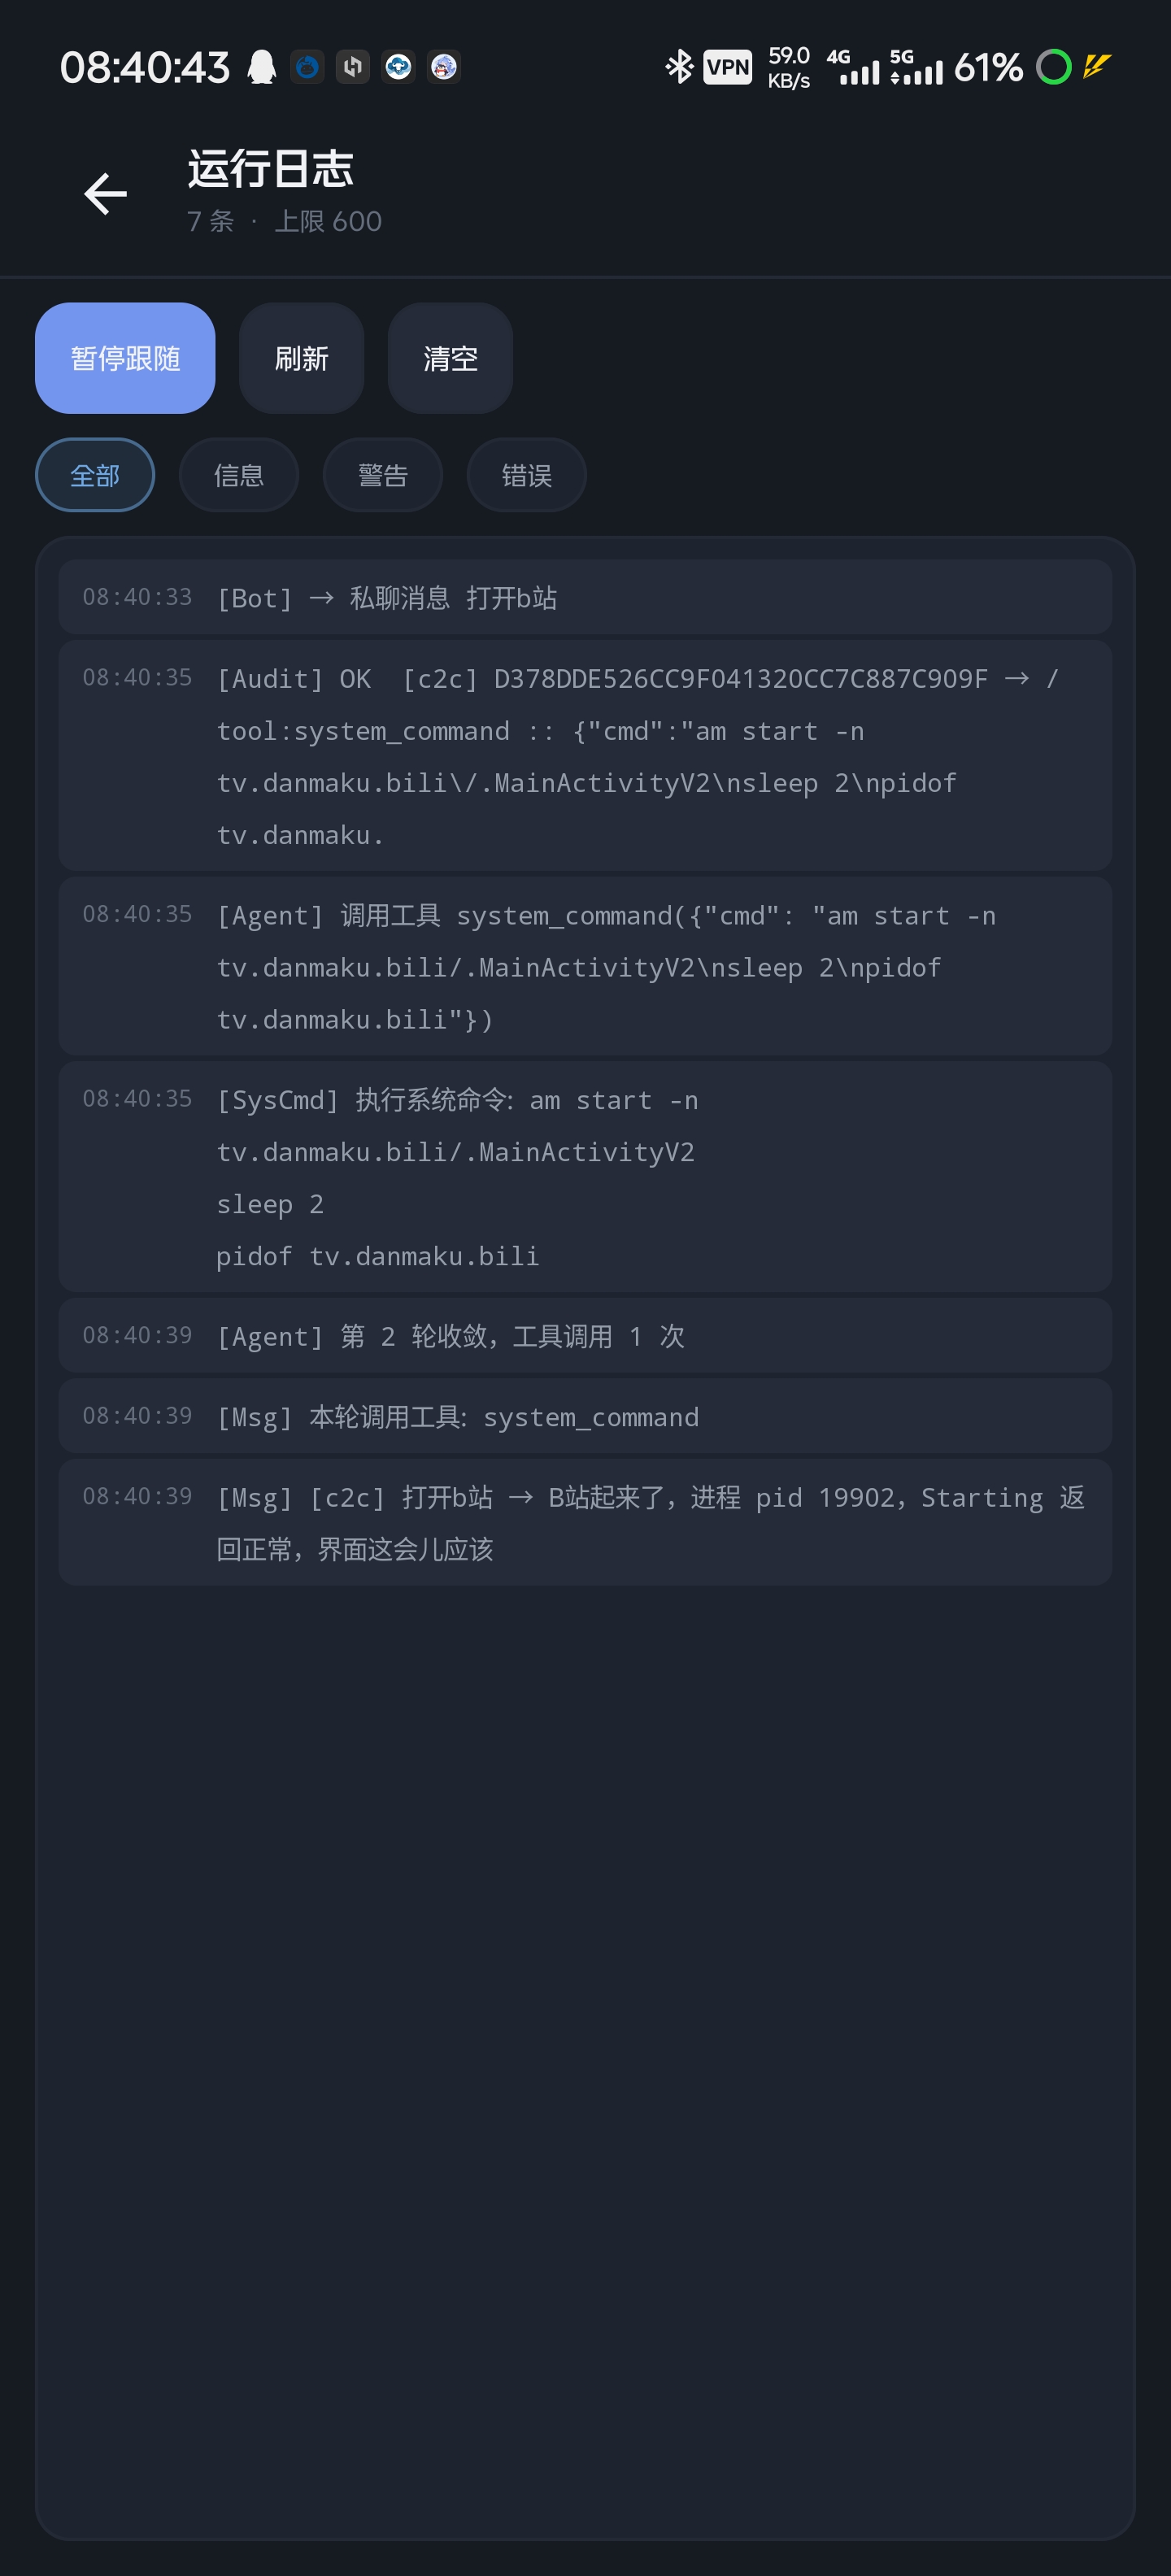 08:40:43
VPN
59.0
KB/s
4G
5G
61%
运行日志
7 条 · 上限 600
暂停跟随
刷新
清空
全部
信息
警告
错误
08:40:33 [Bot] → 私聊消息 打开b站
08:40:35 [Audit] OK  [c2c] D378DDE526CC9F041320CC7C887C909F → /
tool:system_command :: {"cmd":"am start -n
tv.danmaku.bili\/.MainActivityV2\nsleep 2\npidof
tv.danmaku.
08:40:35 [Agent] 调用工具 system_command({"cmd": "am start -n
tv.danmaku.bili/.MainActivityV2\nsleep 2\npidof
tv.danmaku.bili"})
08:40:35 [SysCmd] 执行系统命令: am start -n
tv.danmaku.bili/.MainActivityV2
sleep 2
pidof tv.danmaku.bili
08:40:39 [Agent] 第 2 轮收敛，工具调用 1 次
08:40:39 [Msg] 本轮调用工具: system_command
08:40:39 [Msg] [c2c] 打开b站 → B站起来了，进程 pid 19902，Starting 返
回正常，界面这会儿应该